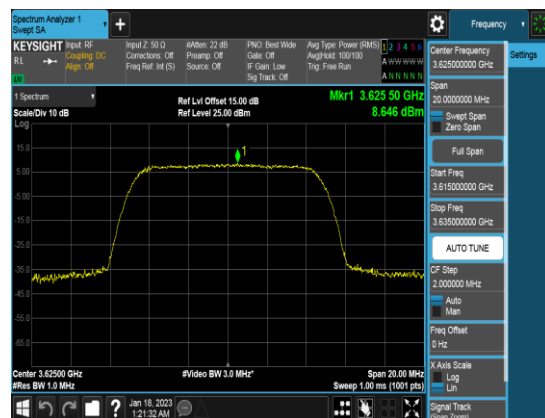 Spectrum Analyzer 1
Swept SA
Frequency
KEYSIGHT
RL
Input: RF
Coupling: DC
Align: Off
Input Z: 50 Ω
Corrections: Off
Freq Ref: Int (S)
#Atten: 22 dB
Preamp: Off
Source: Off
PNO: Best Wide
Gate: Off
IF Gain: Low
Sig Track: Off
Avg Type: Power (RMS)
Avg|Hold: 100/100
Trig: Free Run
1 2 3 4 5 6
A W W W W W
A N N N N N
1 Spectrum
Scale/Div 10 dB
Log
Ref Lvl Offset 15.00 dB
Ref Level 25.00 dBm
Mkr1 3.625 50 GHz
8.646 dBm
1
15.0
5.00
-5.00
-15.0
-25.0
-35.0
-45.0
-55.0
-65.0
Center 3.62500 GHz
#Res BW 1.0 MHz
#Video BW 3.0 MHz*
Span 20.00 MHz
Sweep 1.00 ms (1001 pts)
Jan 18, 2023
1:21:32 AM
Center Frequency
3.625000000 GHz
Span
20.0000000 MHz
Swept Span
Zero Span
Full Span
Start Freq
3.615000000 GHz
Stop Freq
3.635000000 GHz
AUTO TUNE
CF Step
2.000000 MHz
Auto
Man
Freq Offset
0 Hz
X Axis Scale
Log
Lin
Signal Track
(Span Zoom)
Settings